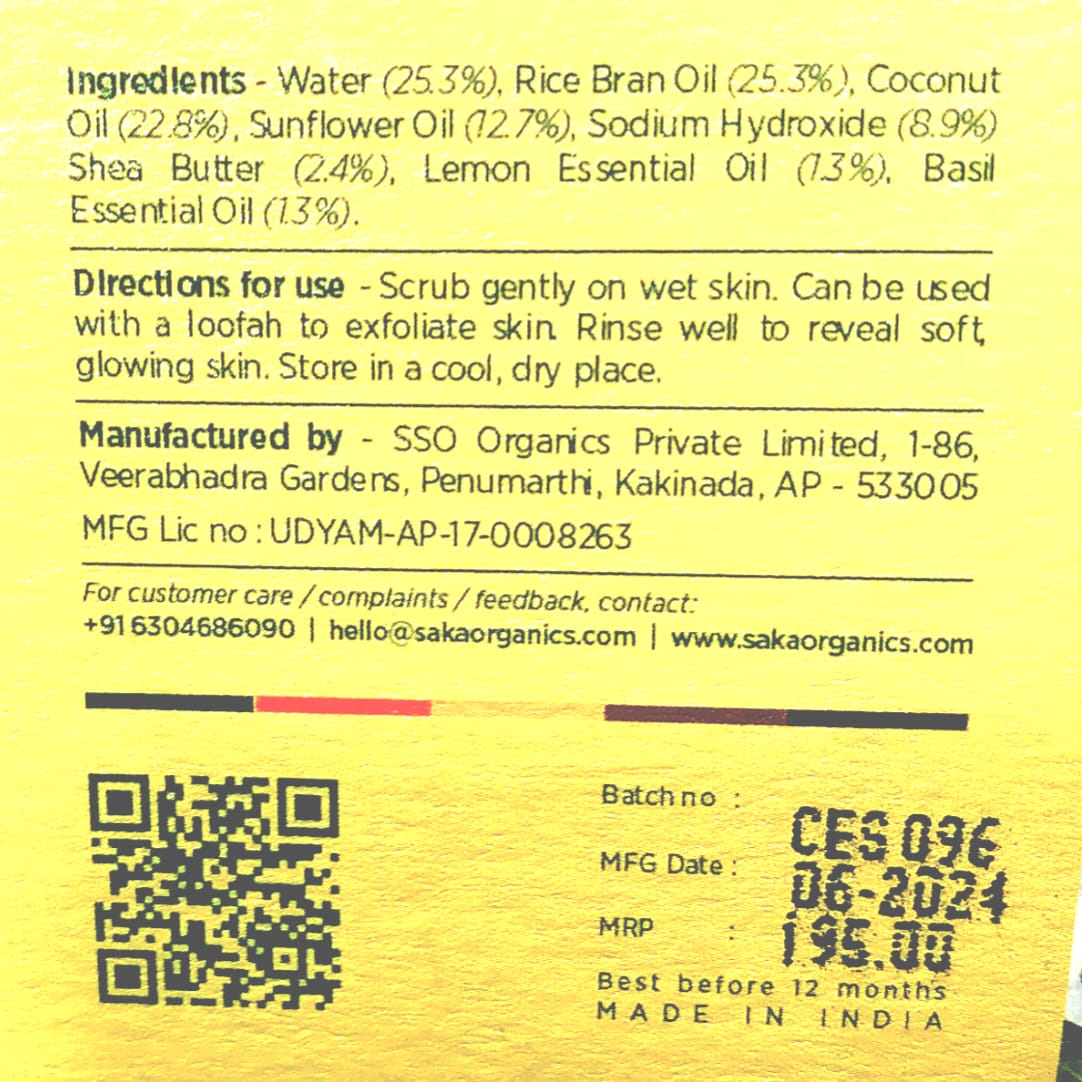 Ingredients - Water (25.3%), Rice Bran Oil (25.3%), Coconut
Oil (22.8%), Sunflower Oil (12.7%), Sodium Hydroxide (8.9%)
Shea Butter (2.4%), Lemon Essential Oil (1.3%), Basil
Essential Oil (1.3%).
Directions for use - Scrub gently on wet skin. Can be used
with a loofah to exfoliate skin. Rinse well to reveal soft,
glowing skin. Store in a cool, dry place.
Manufactured by - SSO Organics Private Limited, 1-86,
Veerabhadra Gardens, Penumarthi, Kakinada, AP - 533005
MFG Lic no : UDYAM-AP-17-0008263
For customer care / complaints / feedback, contact:
+916304686090 | hello@sakaorganics.com | www.sakaorganics.com
Batch no : CES 096
MFG Date : 06-2024
MRP : 195.00
Best before 12 months
MADE IN INDIA